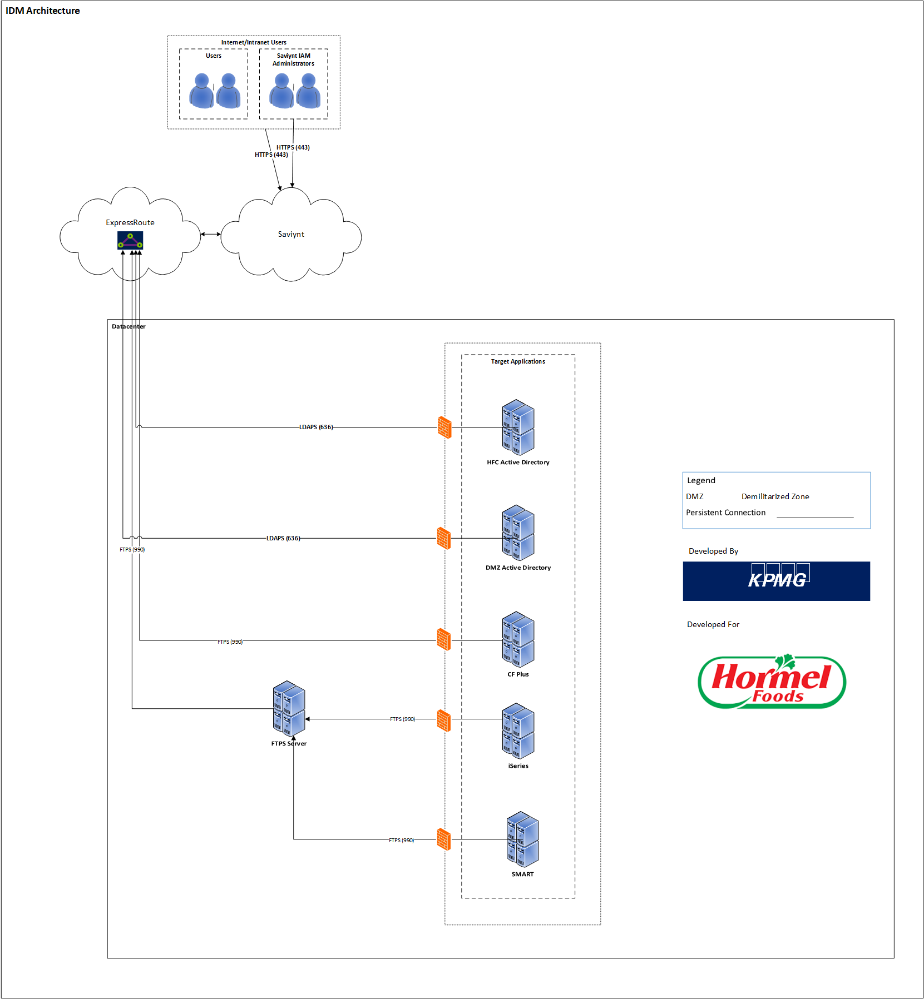 IDM Architecture
Internet/Intranet Users
Users
Saviynt IAM
Administrators
HTTPS (443)
HTTPS (443)
ExpressRoute
Saviynt
Datacenter
Target Applications
LDAPS (636)
HFC Active Directory
Legend
DMZ Demilitarized Zone
Persistent Connection
LDAPS (636)
FTPS (990)
DMZ Active Directory
Developed By
KPMG
Developed For
FTPS (990)
CF Plus
Hormel
Foods
FTPS (990)
FTPS Server
iSeries
FTPS (990)
SMART